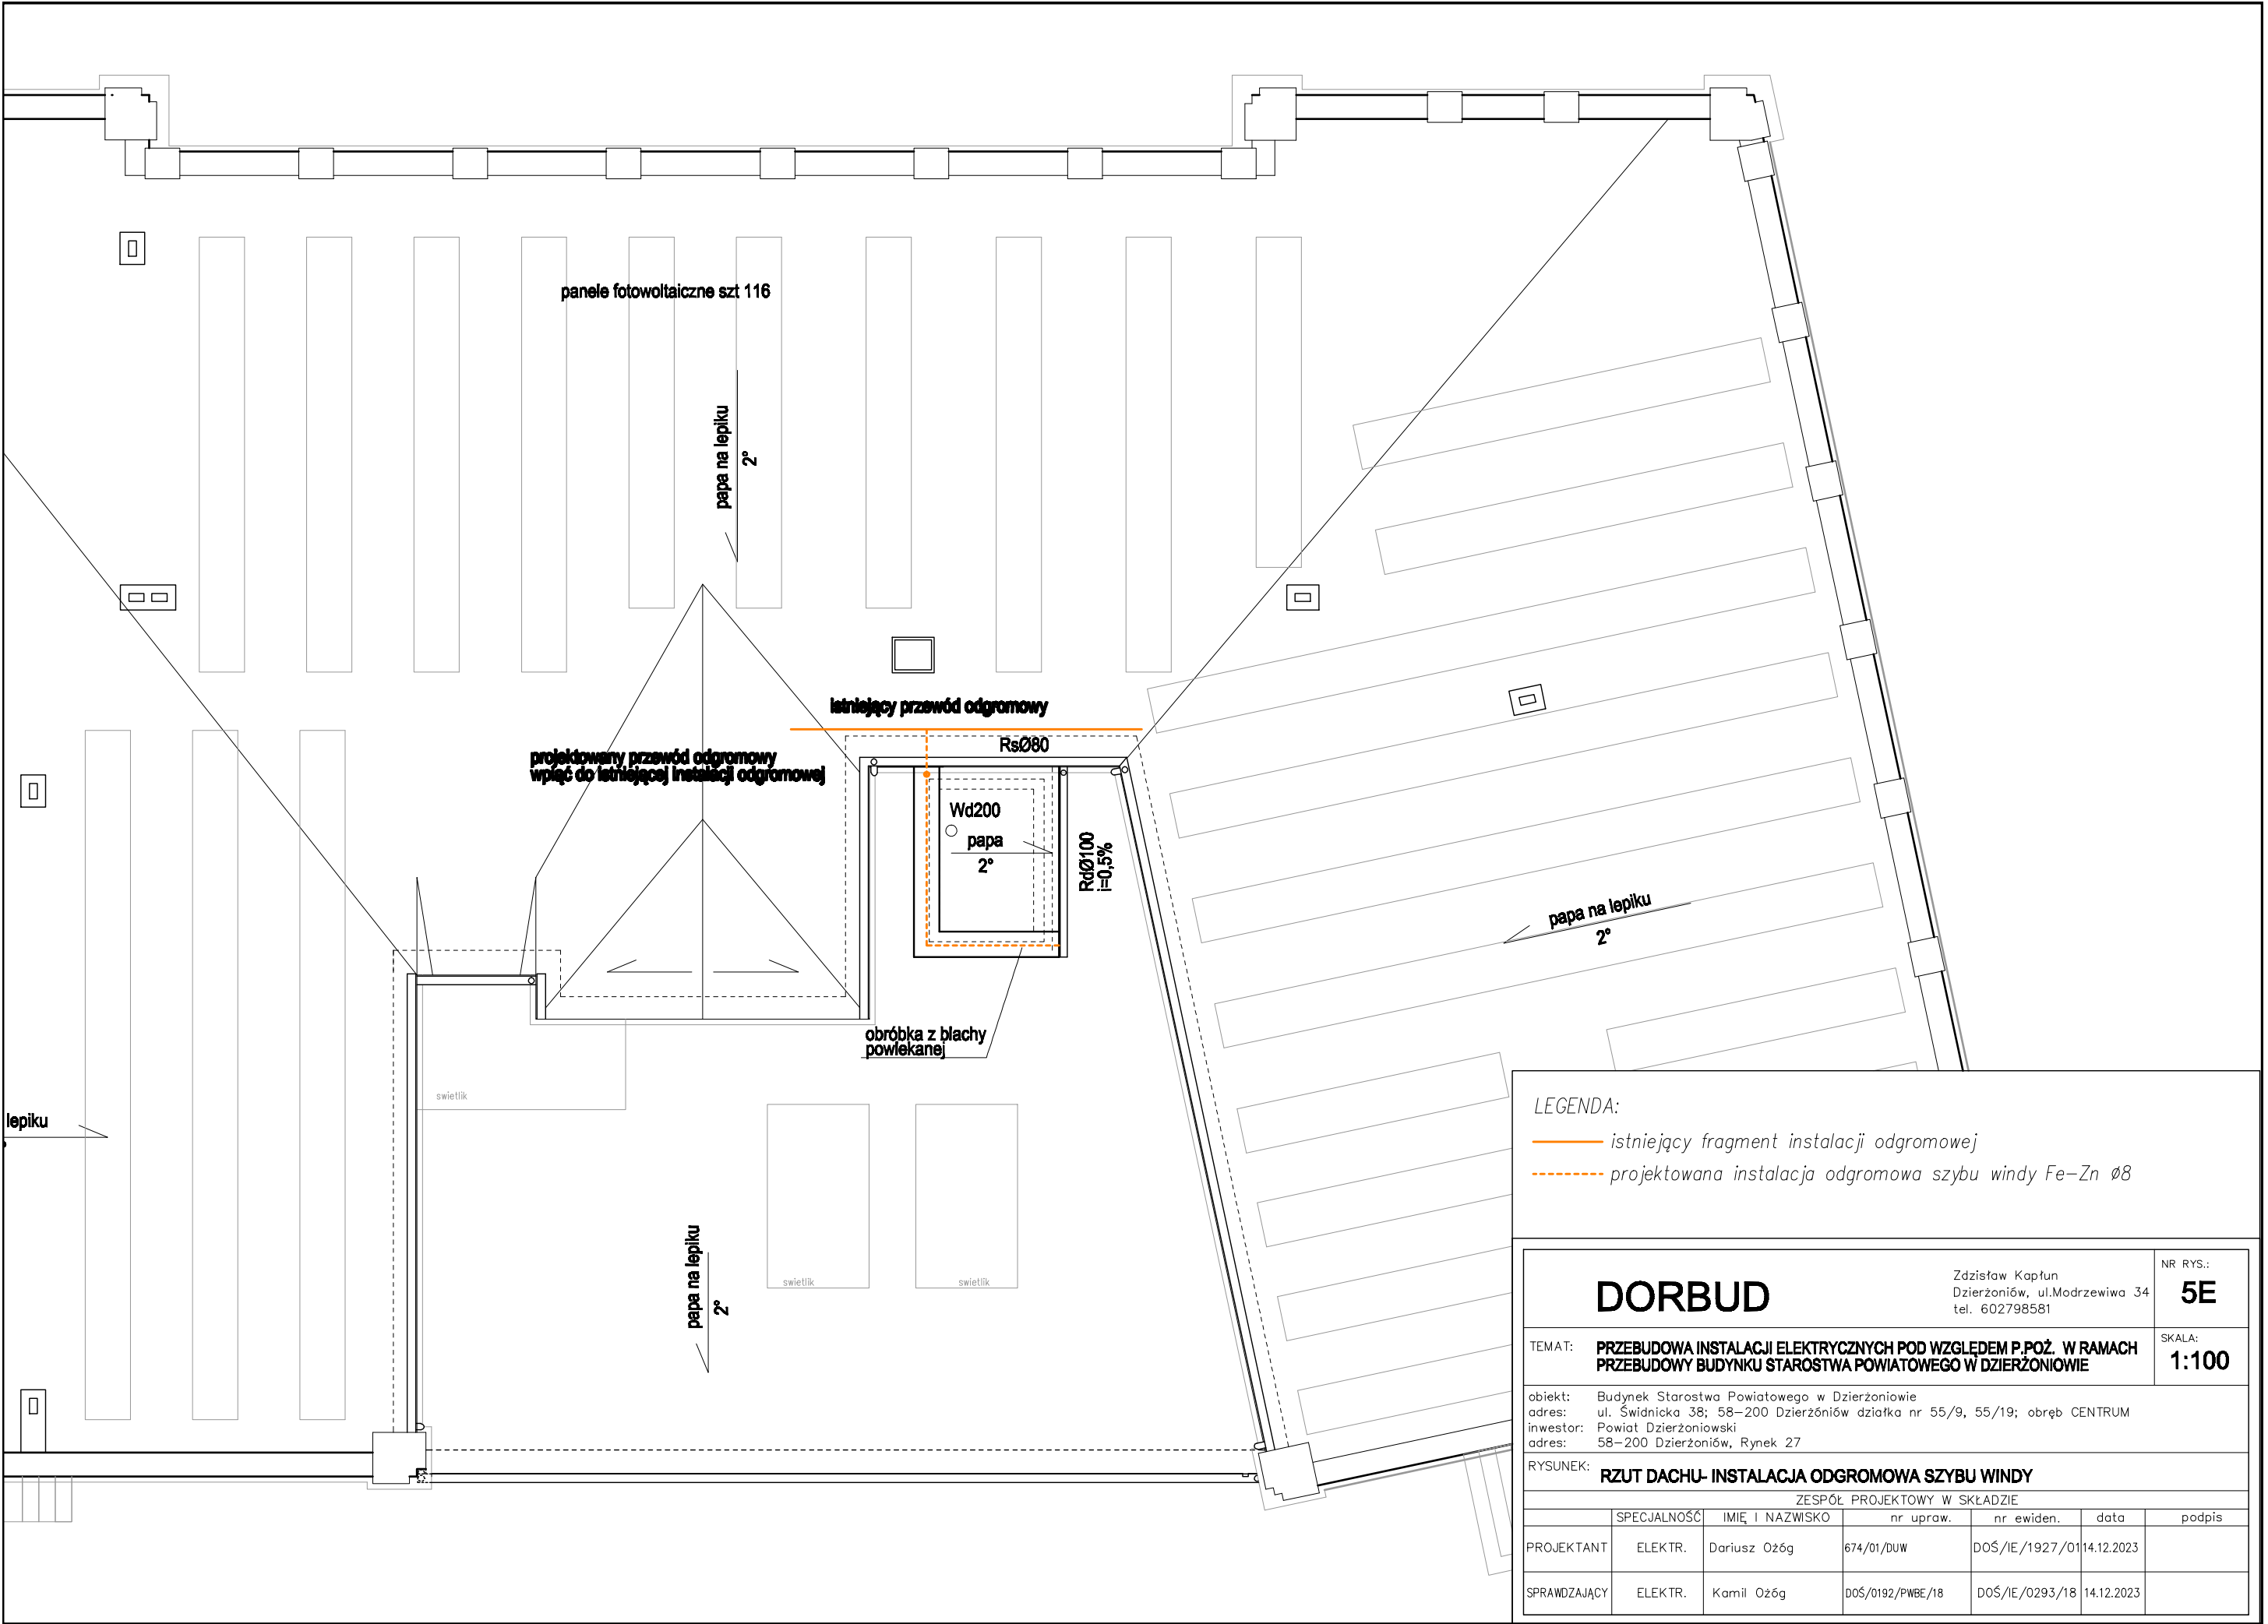 panele fotowoltaiczne szt 116
papa na lepiku
2°
istniejący przewód odgromowy
RsØ80
projektowany przewód odgromowy
wpiąć do istniejącej instalacji odgromowej
Wd200
papa
2°
RdØ100
i=0,5%
papa na lepiku
2°
obróbka z blachy
powlekanej
swietlik
lepiku
swietlik
swietlik
papa na lepiku
2°
LEGENDA:
istniejący fragment instalacji odgromowej
projektowana instalacja odgromowa szybu windy Fe-Zn ø8
DORBUD
Zdzisław Kapłun
Dzierżoniów, ul.Modrzewiwa 34
tel. 602798581
NR RYS.:
5E
TEMAT: PRZEBUDOWA INSTALACJI ELEKTRYCZNYCH POD WZGLĘDEM P.POŻ. W RAMACH
PRZEBUDOWY BUDYNKU STAROSTWA POWIATOWEGO W DZIERŻONIOWIE
SKALA:
1:100
obiekt: Budynek Starostwa Powiatowego w Dzierżoniowie
adres: ul. Świdnicka 38; 58-200 Dzierżóniów działka nr 55/9, 55/19; obręb CENTRUM
inwestor: Powiat Dzierżoniowski
adres: 58-200 Dzierżoniów, Rynek 27
RYSUNEK: RZUT DACHU- INSTALACJA ODGROMOWA SZYBU WINDY
ZESPÓŁ PROJEKTOWY W SKŁADZIE
SPECJALNOŚĆ IMIĘ I NAZWISKO nr upraw. nr ewiden. data podpis
PROJEKTANT ELEKTR. Dariusz Ożóg 674/01/DUW DOŚ/IE/1927/01 14.12.2023
SPRAWDZAJĄCY ELEKTR. Kamil Ożóg DOŚ/0192/PWBE/18 DOŚ/IE/0293/18 14.12.2023